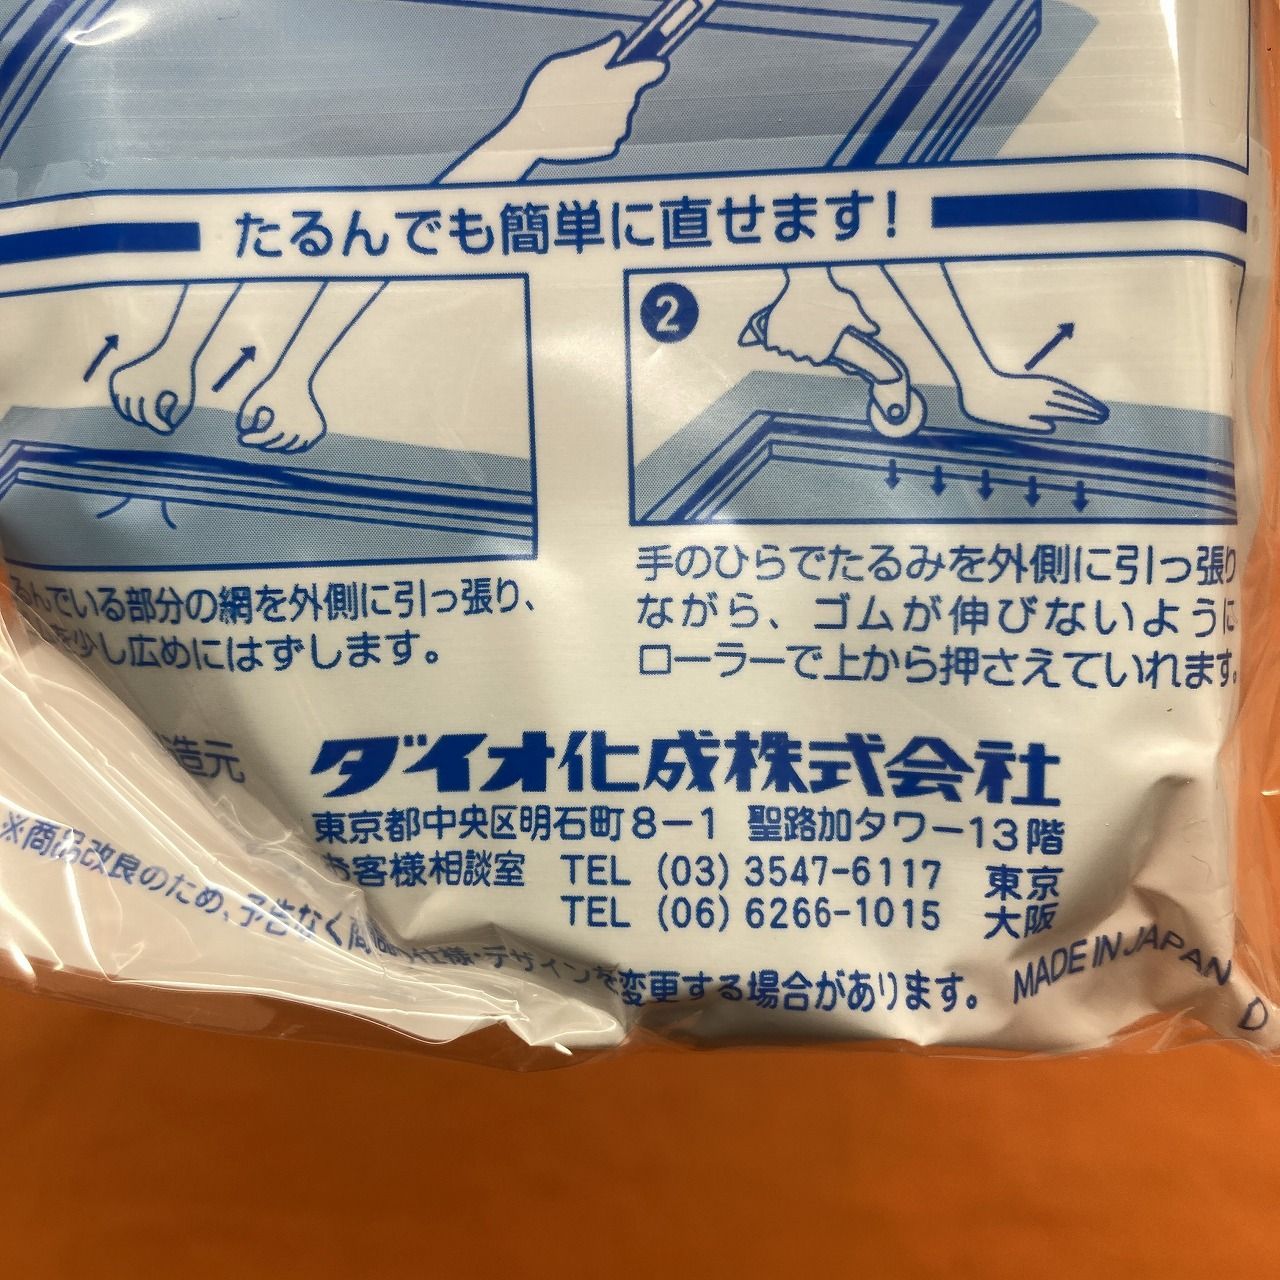 たるんでも簡単に直せます!
2
るんでいる部分の網を外側に引っ張り、
を少し広めにはずします。
手のひらでたるみを外側に引っ張り
ながら、ゴムが伸びないように
ローラーで上から押さえていれます。
造元
ダイオ化成株式会社
東京都中央区明石町8-1 聖路加タワー13階
お客様相談室 TEL (03) 3547-6117 東京
TEL (06) 6266-1015 大阪
※商品改良のため、予告なく商品の仕様・デザインを変更する場合があります。
MADE IN JAPAN D